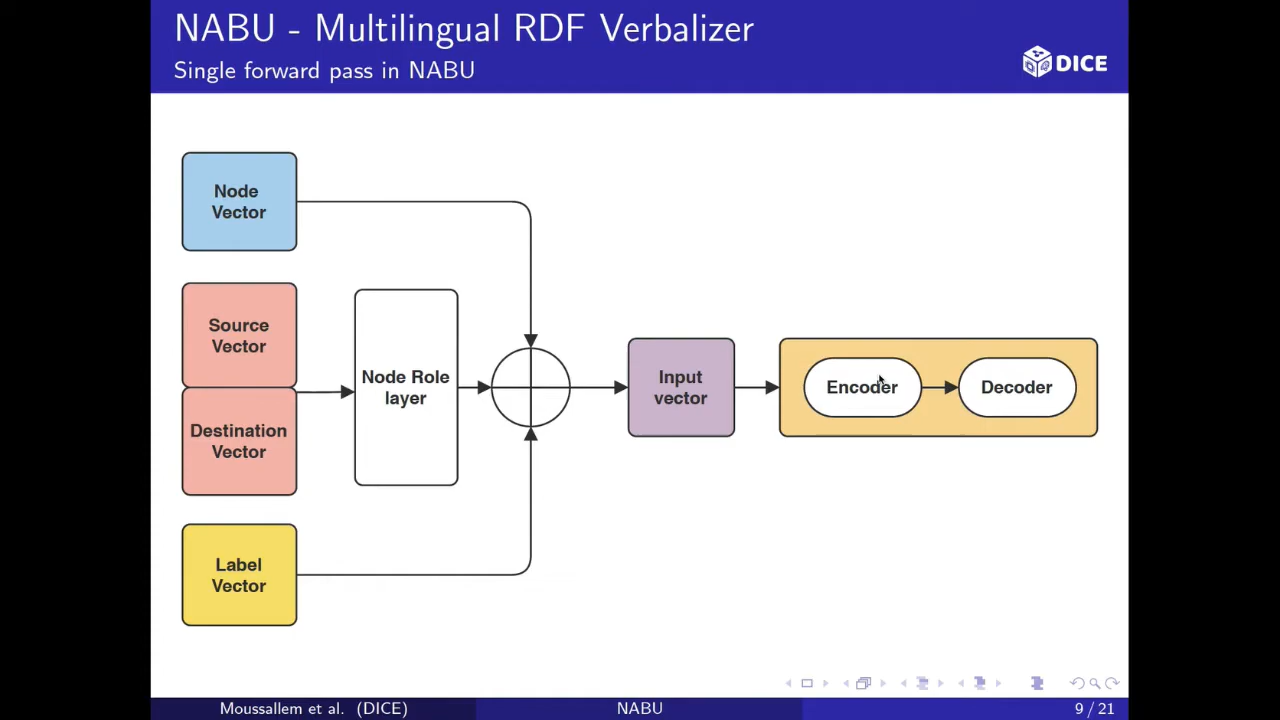 NABU - Multilingual RDF Verbalizer
Single forward pass in NABU
DICE
Node
Vector
Source
Vector
Destination
Vector
Label
Vector
Node Role
layer
Input
vector
Encoder
Decoder
Moussallem et al. (DICE)
NABU
9 / 21